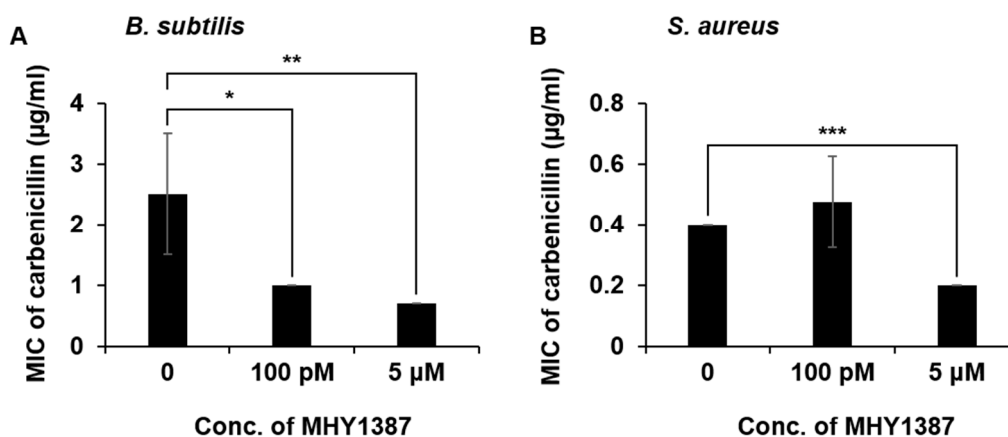 A
B. subtilis
MIC of carbenicillin (µg/ml)
**
*
4
3
2
1
0
0
100 pM
5 µM
Conc. of MHY1387
B
S. aureus
MIC of carbenicillin (µg/ml)
***
0.8
0.6
0.4
0.2
0
0
100 pM
5 µM
Conc. of MHY1387